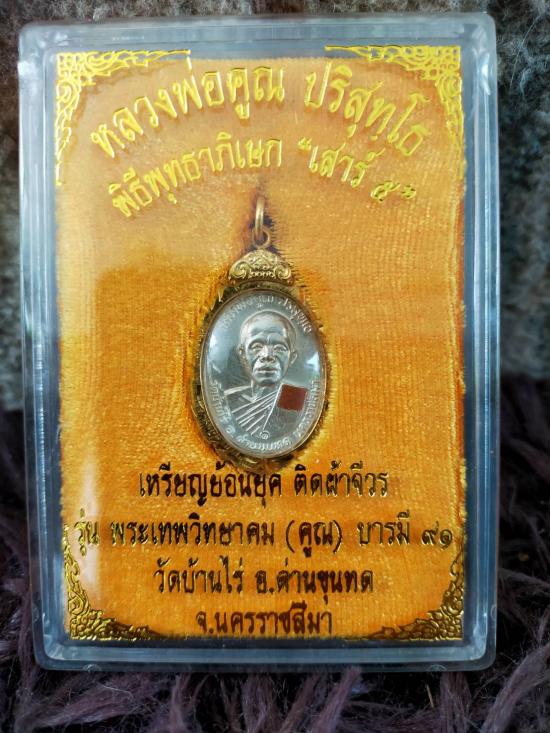 หลวงพ่อคูณ ปริสุทฺโธ
พิธีพุทธาภิเษก "เสาร์ ๕"
เหรียญย้อนยุค ติดผ้าจีวร
รุ่น พระเทพวิทยาคม (คูณ) บารมี ๙๑
วัดบ้านไร่ อ.ด่านขุนทด
จ.นครราชสีมา